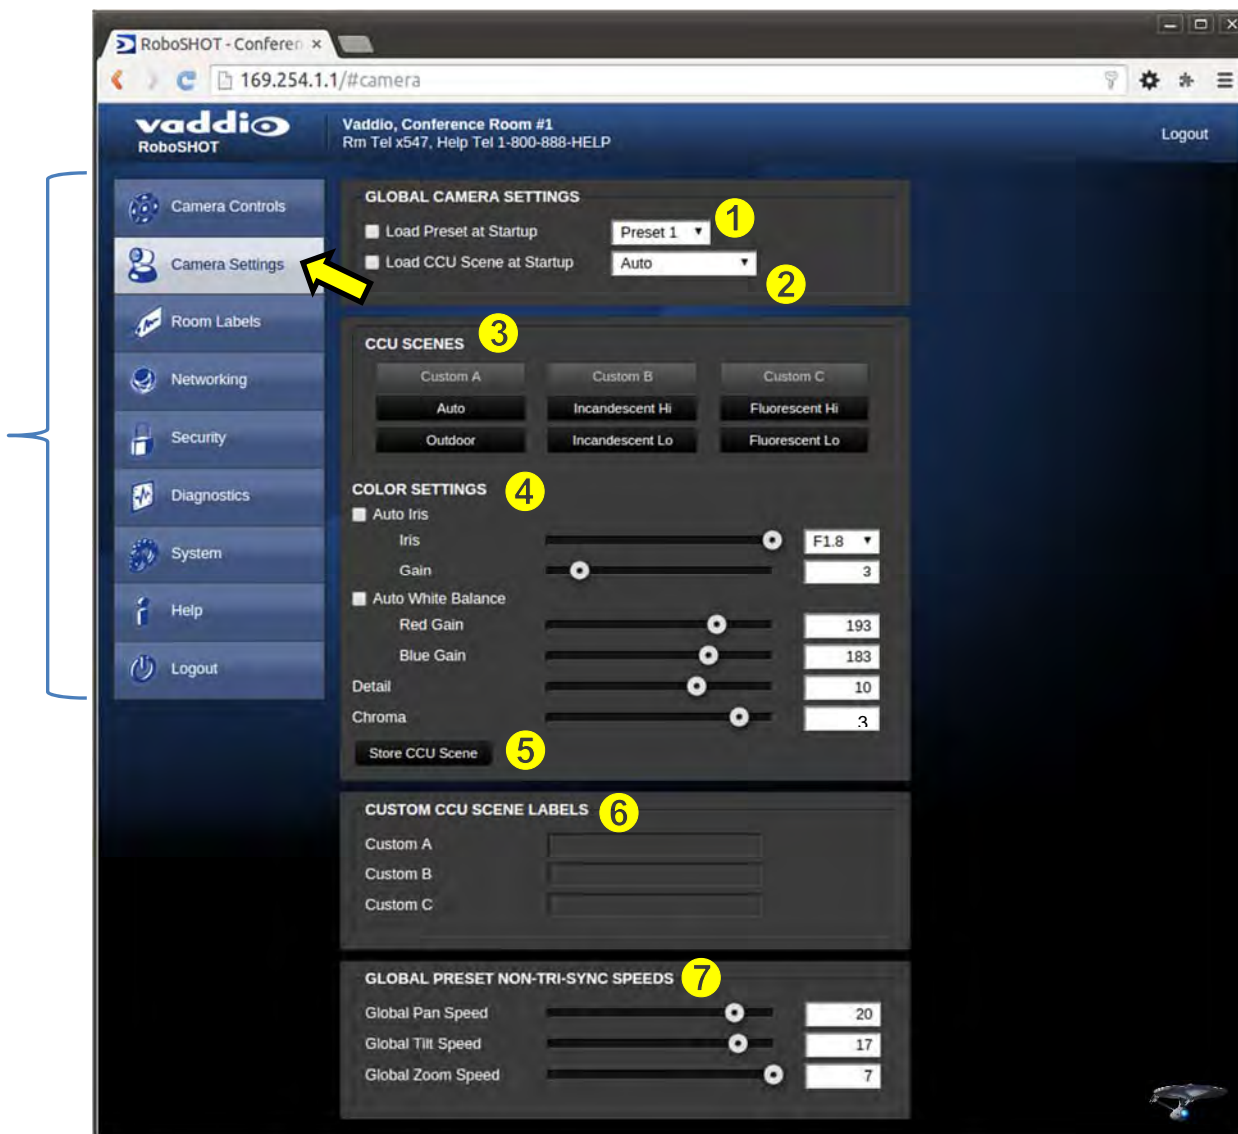 RoboSHOT - Conferen ×
169.254.1.1/#camera
vaddio
RoboSHOT
Vaddio, Conference Room #1
Rm Tel x547, Help Tel 1-800-888-HELP
Logout
Camera Controls
Camera Settings
Room Labels
Networking
Security
Diagnostics
System
Help
Logout
GLOBAL CAMERA SETTINGS
Load Preset at Startup Preset 1 1
Load CCU Scene at Startup Auto
2
CCU SCENES 3
Custom A Custom B Custom C
Auto Incandescent Hi Fluorescent Hi
Outdoor Incandescent Lo Fluorescent Lo
COLOR SETTINGS 4
Auto Iris
Iris F1.8
Gain 3
Auto White Balance
Red Gain 193
Blue Gain 183
Detail 10
Chroma 3
Store CCU Scene 5
CUSTOM CCU SCENE LABELS 6
Custom A
Custom B
Custom C
GLOBAL PRESET NON-TRI-SYNC SPEEDS 7
Global Pan Speed 20
Global Tilt Speed 17
Global Zoom Speed 7